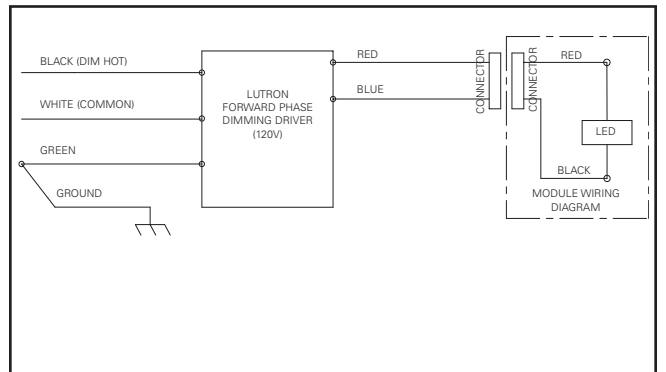 BLACK (DIM HOT)
WHITE (COMMON)
GREEN
GROUND
LUTRON
FORWARD PHASE
DIMMING DRIVER
(120V)
RED
BLUE
CONNECTOR
CONNECTOR
RED
LED
BLACK
MODULE WIRING
DIAGRAM